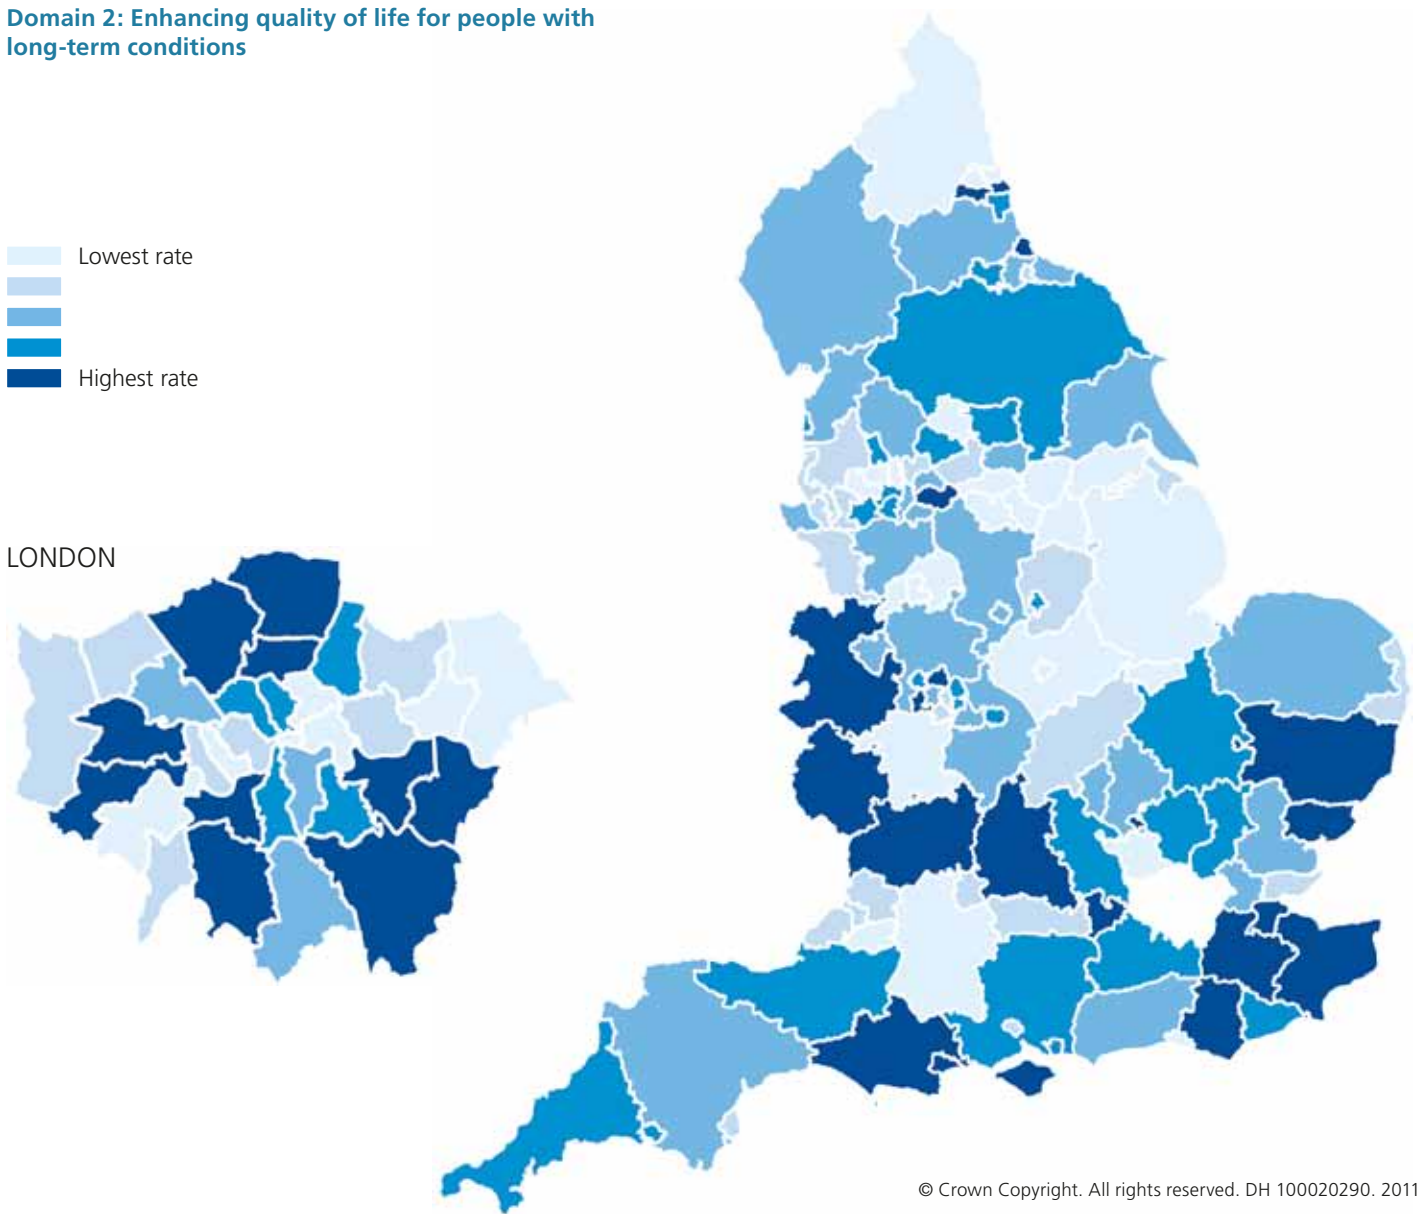 Domain 2: Enhancing quality of life for people with
long-term conditions
Lowest rate
Highest rate
LONDON
© Crown Copyright. All rights reserved. DH 100020290. 2011